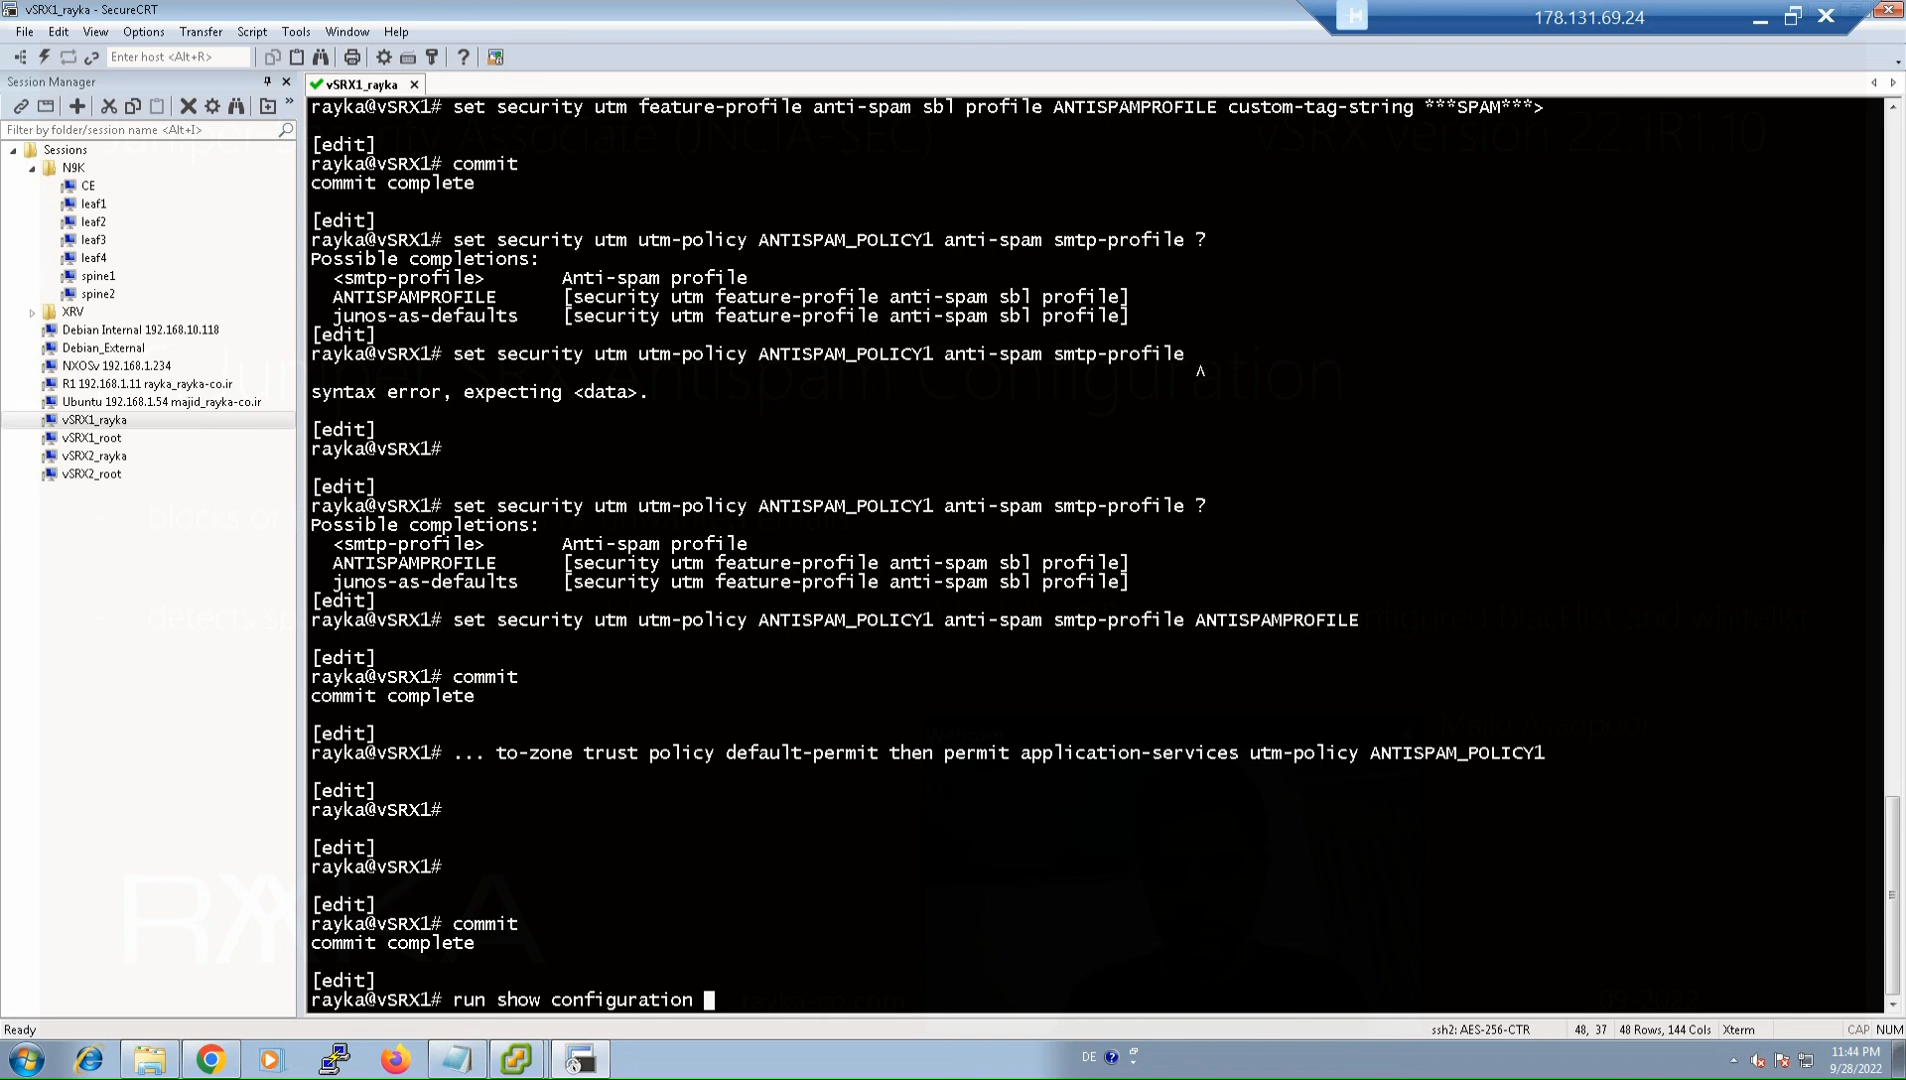 vSRX1_rayka - SecureCRT
178.131.69.24
File Edit View Options Transfer Script Tools Window Help
Enter host <Alt+R>
Session Manager
vSRX1_rayka
Filter by folder/session name <Alt+I>
Sessions
N9K
CE
leaf1
leaf2
leaf3
leaf4
spine1
spine2
XRV
Debian Internal 192.168.10.118
Debian_External
NXOSv 192.168.1.234
R1 192.168.1.11 rayka_rayka-co.ir
Ubuntu 192.168.1.54 majid_rayka-co.ir
vSRX1_rayka
vSRX1_root
vSRX2_rayka
vSRX2_root
rayka@vSRX1# set security utm feature-profile anti-spam sbl profile ANTISPAMPROFILE custom-tag-string ***SPAM***>
[edit]
rayka@vSRX1# commit
commit complete
[edit]
rayka@vSRX1# set security utm utm-policy ANTISPAM_POLICY1 anti-spam smtp-profile ?
Possible completions:
<smtp-profile> Anti-spam profile
ANTISPAMPROFILE [security utm feature-profile anti-spam sbl profile]
junos-as-defaults [security utm feature-profile anti-spam sbl profile]
[edit]
rayka@vSRX1# set security utm utm-policy ANTISPAM_POLICY1 anti-spam smtp-profile
^
syntax error, expecting <data>.
[edit]
rayka@vSRX1#
[edit]
rayka@vSRX1# set security utm utm-policy ANTISPAM_POLICY1 anti-spam smtp-profile ?
Possible completions:
<smtp-profile> Anti-spam profile
ANTISPAMPROFILE [security utm feature-profile anti-spam sbl profile]
junos-as-defaults [security utm feature-profile anti-spam sbl profile]
[edit]
rayka@vSRX1# set security utm utm-policy ANTISPAM_POLICY1 anti-spam smtp-profile ANTISPAMPROFILE
[edit]
rayka@vSRX1# commit
commit complete
[edit]
rayka@vSRX1# ... to-zone trust policy default-permit then permit application-services utm-policy ANTISPAM_POLICY1
[edit]
rayka@vSRX1#
[edit]
rayka@vSRX1#
[edit]
rayka@vSRX1# commit
commit complete
[edit]
rayka@vSRX1# run show configuration
Ready
ssh2: AES-256-CTR 48, 37 48 Rows, 144 Cols Xterm CAP NUM
DE
11:44 PM
9/28/2022